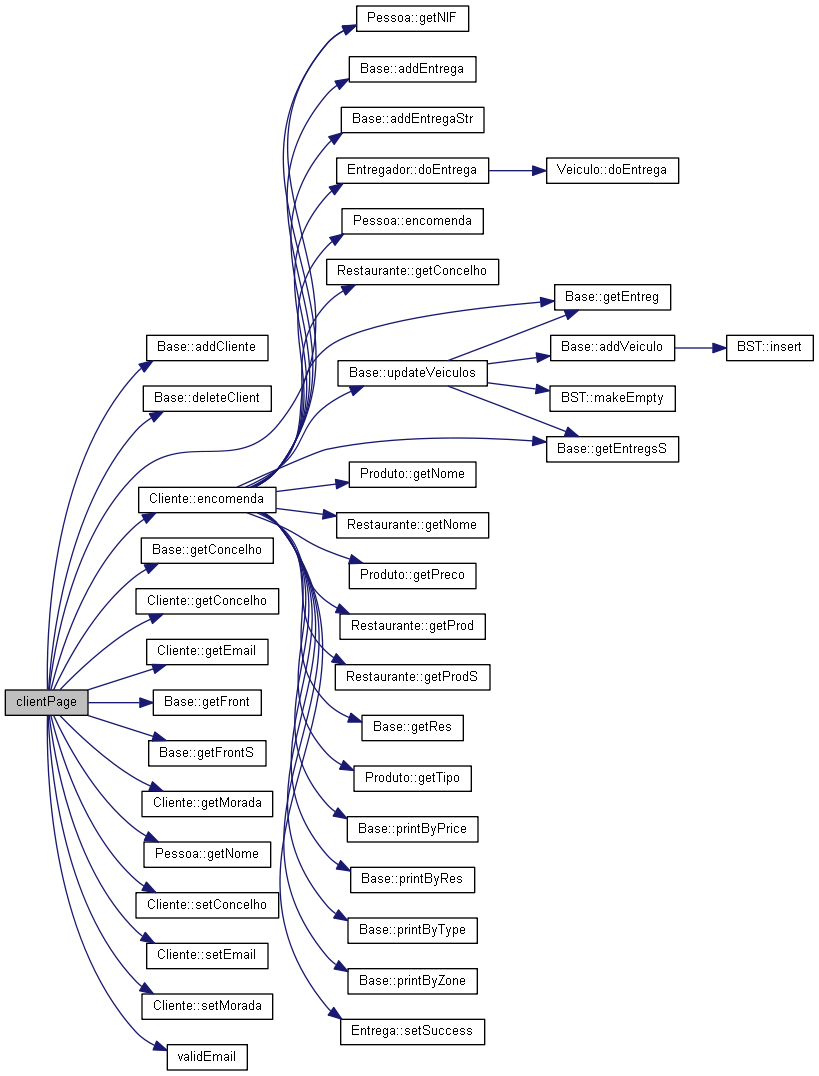 Pessoa::getNIF
Base::addEntrega
Base::addEntregaStr
Entregador::doEntrega
Veiculo::doEntrega
Pessoa::encomenda
Restaurante::getConcelho
Base::getEntreg
Base::addCliente
Base::updateVeiculos
Base::addVeiculo
BST::insert
Base::deleteClient
BST::makeEmpty
Base::getEntregsS
Cliente::encomenda
Produto::getNome
Restaurante::getNome
Base::getConcelho
Produto::getPreco
Cliente::getConcelho
Restaurante::getProd
Cliente::getEmail
Restaurante::getProdS
clientPage
Base::getFront
Base::getRes
Base::getFrontS
Produto::getTipo
Cliente::getMorada
Base::printByPrice
Pessoa::getNome
Base::printByRes
Cliente::setConcelho
Base::printByType
Cliente::setEmail
Base::printByZone
Cliente::setMorada
Entrega::setSuccess
validEmail